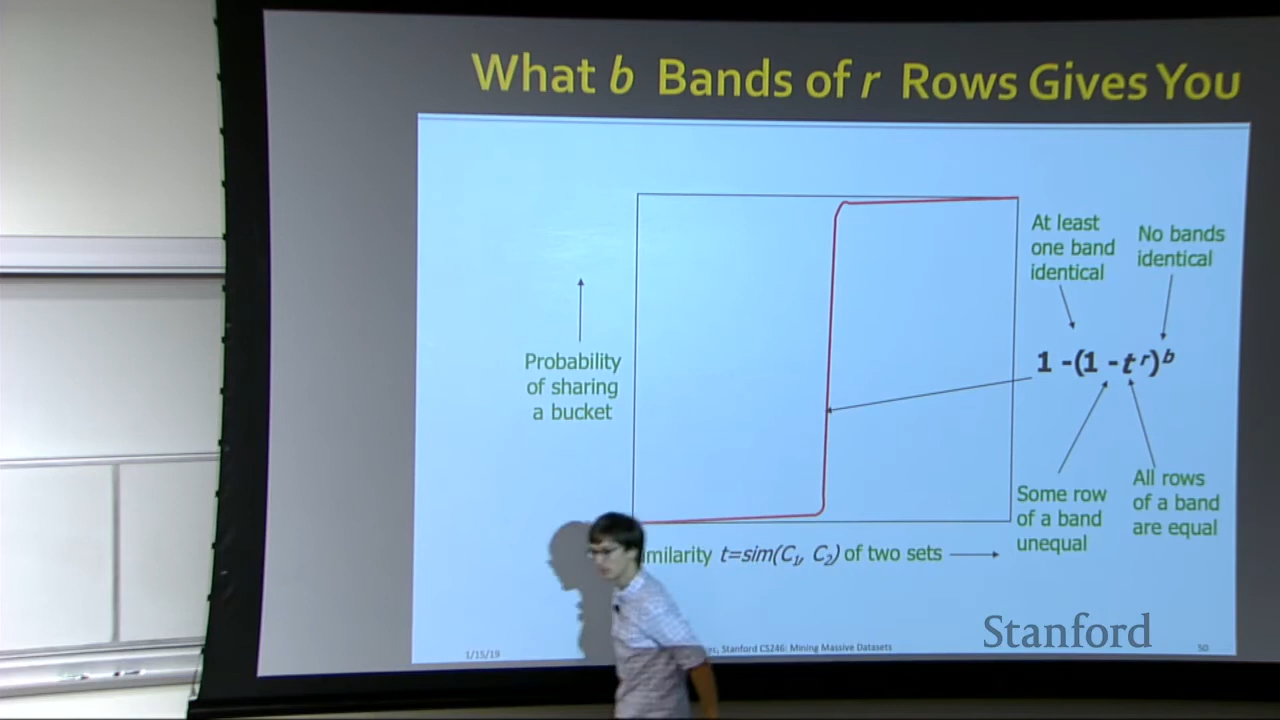 What b Bands of r Rows Gives You
At least
one band
identical
No bands
identical
Probability
of sharing
a bucket
1 -(1 - t ʳ)ᵇ
Some row
of a band
unequal
All rows
of a band
are equal
milarity t=sim(C₁, C₂) of two sets
Stanford
1/15/19
, Stanford CS246: Mining Massive Datasets
50